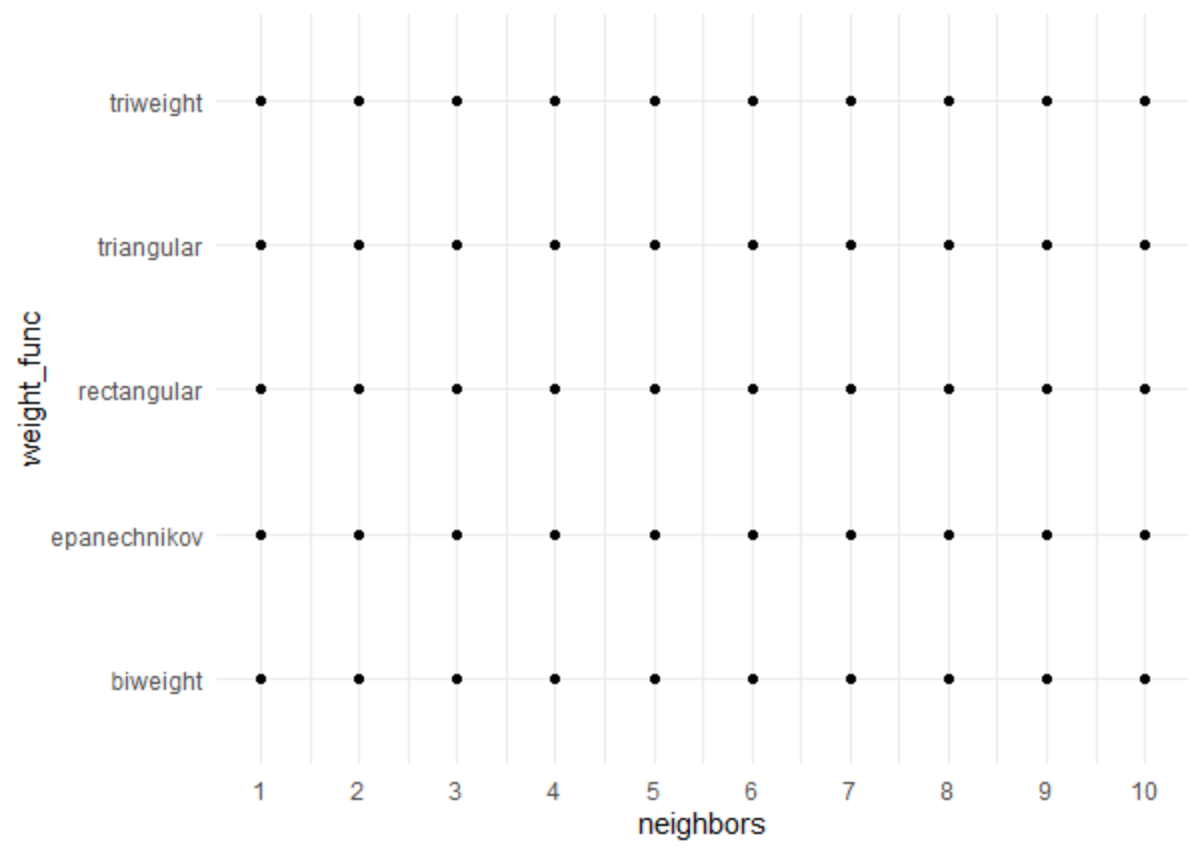 triweight
triangular
rectangular
epanechnikov
biweight
weight_func
1 2 3 4 5 6 7 8 9 10
neighbors